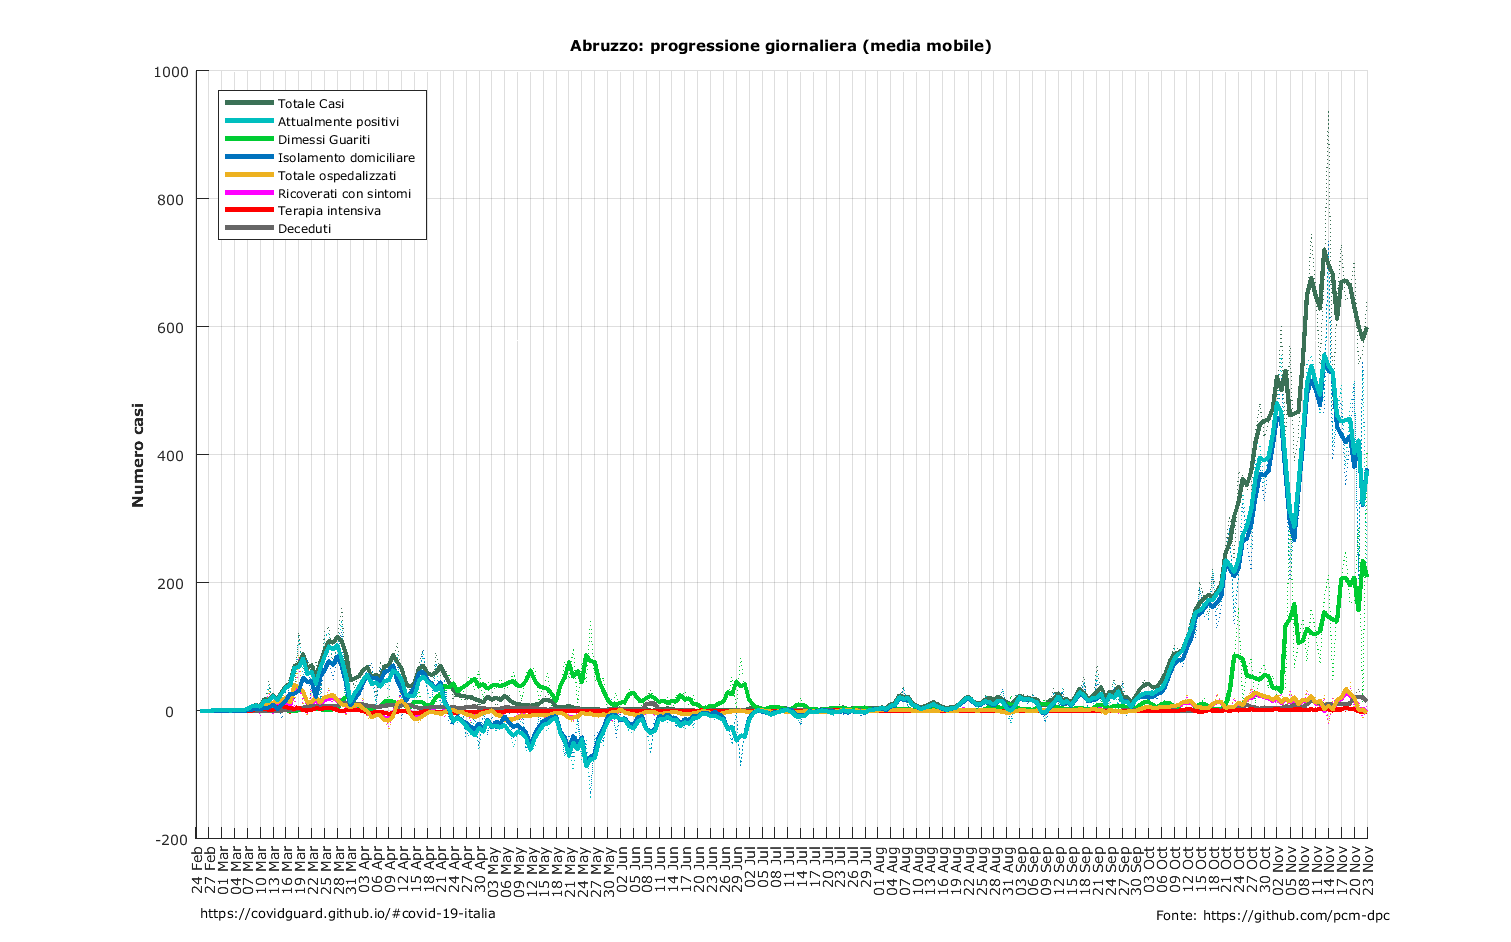 Abruzzo: progressione giornaliera (media mobile)
1000
800
600
400
200
0
-200
Numero casi
Totale Casi
Attualmente positivi
Dimessi Guariti
Isolamento domiciliare
Totale ospedalizzati
Ricoverati con sintomi
Terapia intensiva
Deceduti
24 Feb
27 Feb
01 Mar
04 Mar
07 Mar
10 Mar
13 Mar
16 Mar
19 Mar
22 Mar
25 Mar
28 Mar
31 Mar
03 Apr
06 Apr
09 Apr
12 Apr
15 Apr
18 Apr
21 Apr
24 Apr
27 Apr
30 Apr
03 May
06 May
09 May
12 May
15 May
18 May
21 May
24 May
27 May
30 May
02 Jun
05 Jun
08 Jun
11 Jun
14 Jun
17 Jun
20 Jun
23 Jun
26 Jun
29 Jun
02 Jul
05 Jul
08 Jul
11 Jul
14 Jul
17 Jul
20 Jul
23 Jul
26 Jul
29 Jul
01 Aug
04 Aug
07 Aug
10 Aug
13 Aug
16 Aug
19 Aug
22 Aug
25 Aug
28 Aug
31 Aug
03 Sep
06 Sep
09 Sep
12 Sep
15 Sep
18 Sep
21 Sep
24 Sep
27 Sep
30 Sep
03 Oct
06 Oct
09 Oct
12 Oct
15 Oct
18 Oct
21 Oct
24 Oct
27 Oct
30 Oct
02 Nov
05 Nov
08 Nov
11 Nov
14 Nov
17 Nov
20 Nov
23 Nov
https://covidguard.github.io/#covid-19-italia
Fonte: https://github.com/pcm-dpc